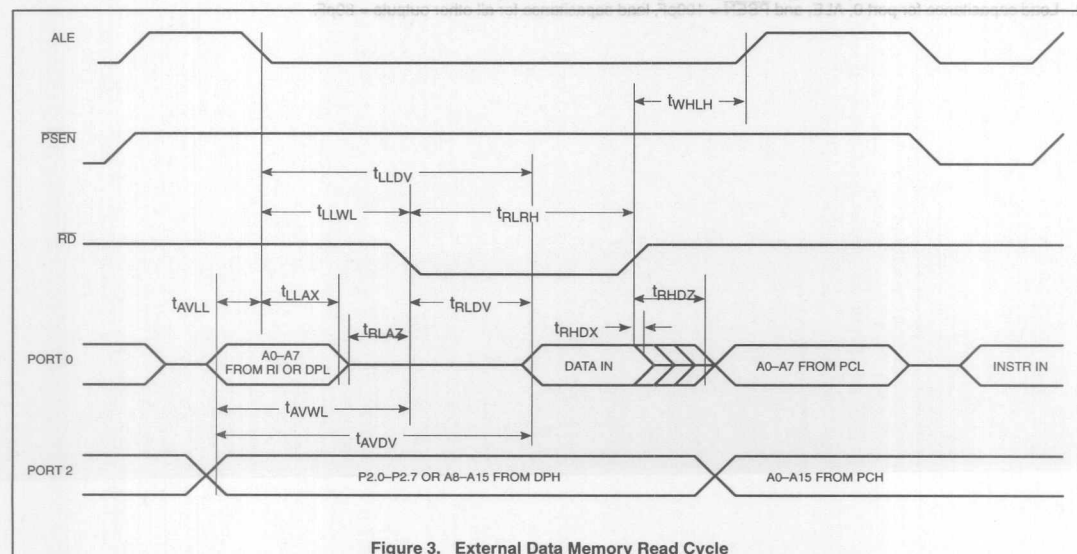 ALE
tWHLH
PSEN
tLLDV
tLLWL
tRLRH
RD
tAVLL
tLLAX
tRLDV
tRHDZ
tRLAZ
tRHDX
PORT 0
A0–A7
FROM RI OR DPL
DATA IN
A0–A7 FROM PCL
INSTR IN
tAVWL
tAVDV
PORT 2
P2.0–P2.7 OR A8–A15 FROM DPH
A0–A15 FROM PCH
Figure 3. External Data Memory Read Cycle